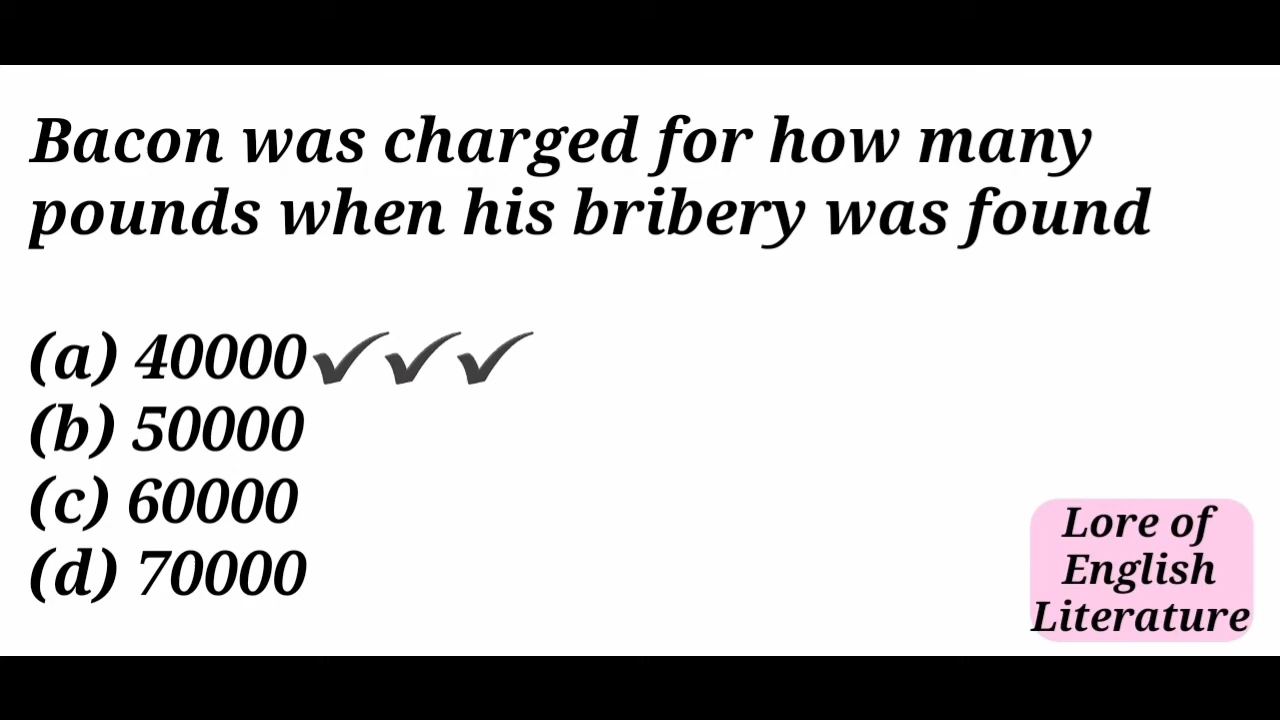 Bacon was charged for how many
pounds when his bribery was found
(a) 40000✔✔✔
(b) 50000
(c) 60000
(d) 70000
Lore of
English
Literature